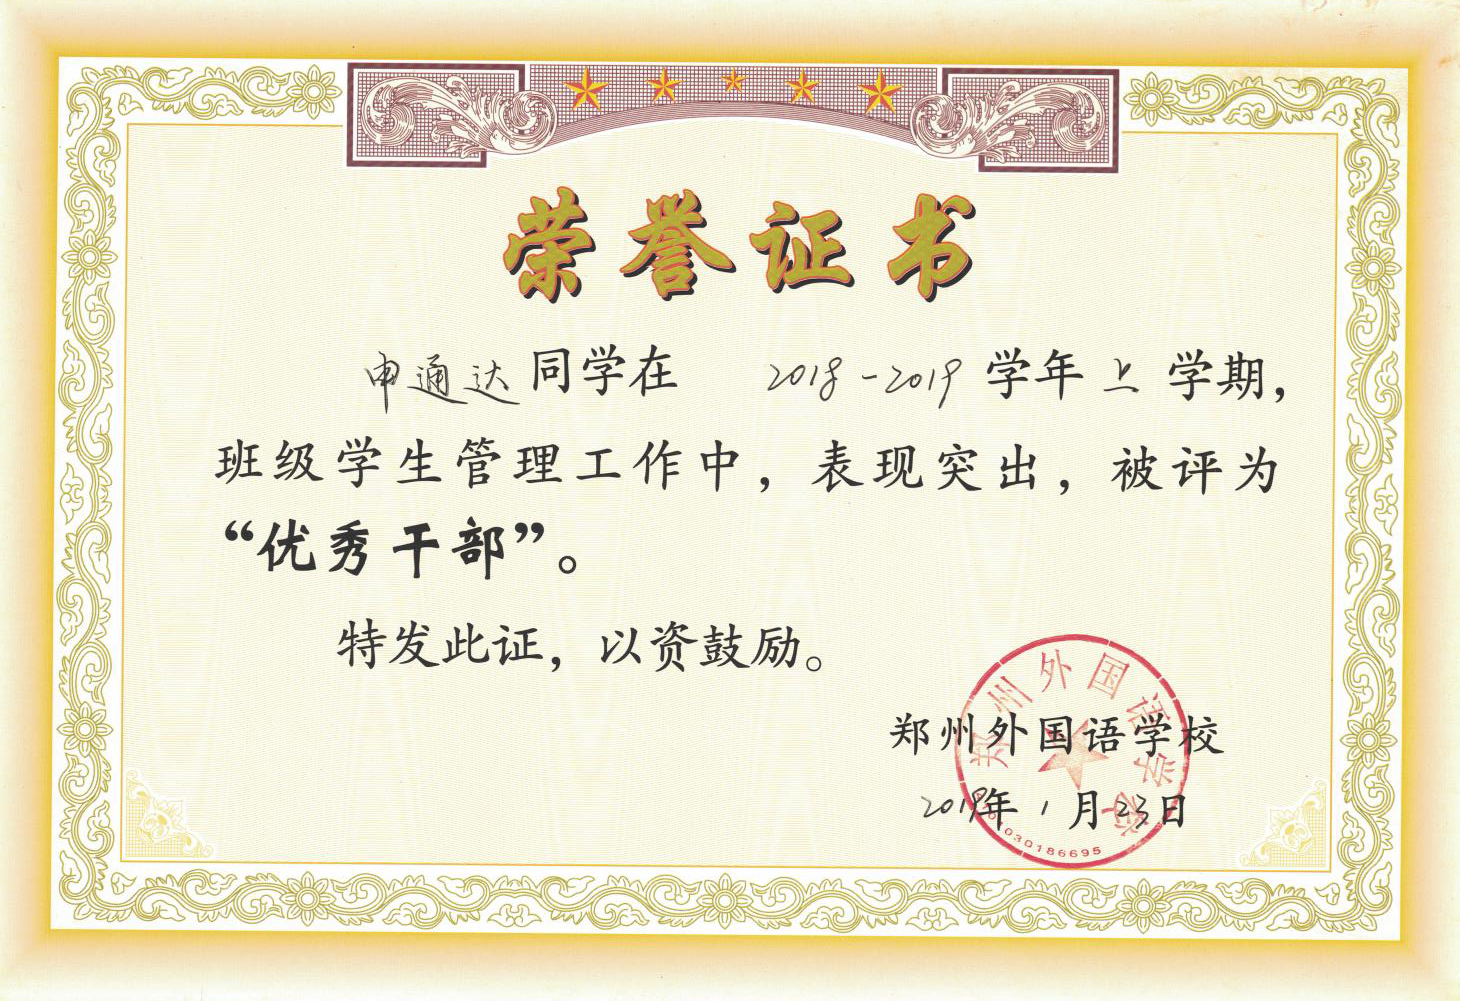 荣誉证书
申通达同学在 2018-2019 学年上学期，
班级学生管理工作中，表现突出，被评为
“优秀干部”。
特发此证，以资鼓励。
郑州外国语学校
2019年1月23日
郑州外国语学校
4101030186695